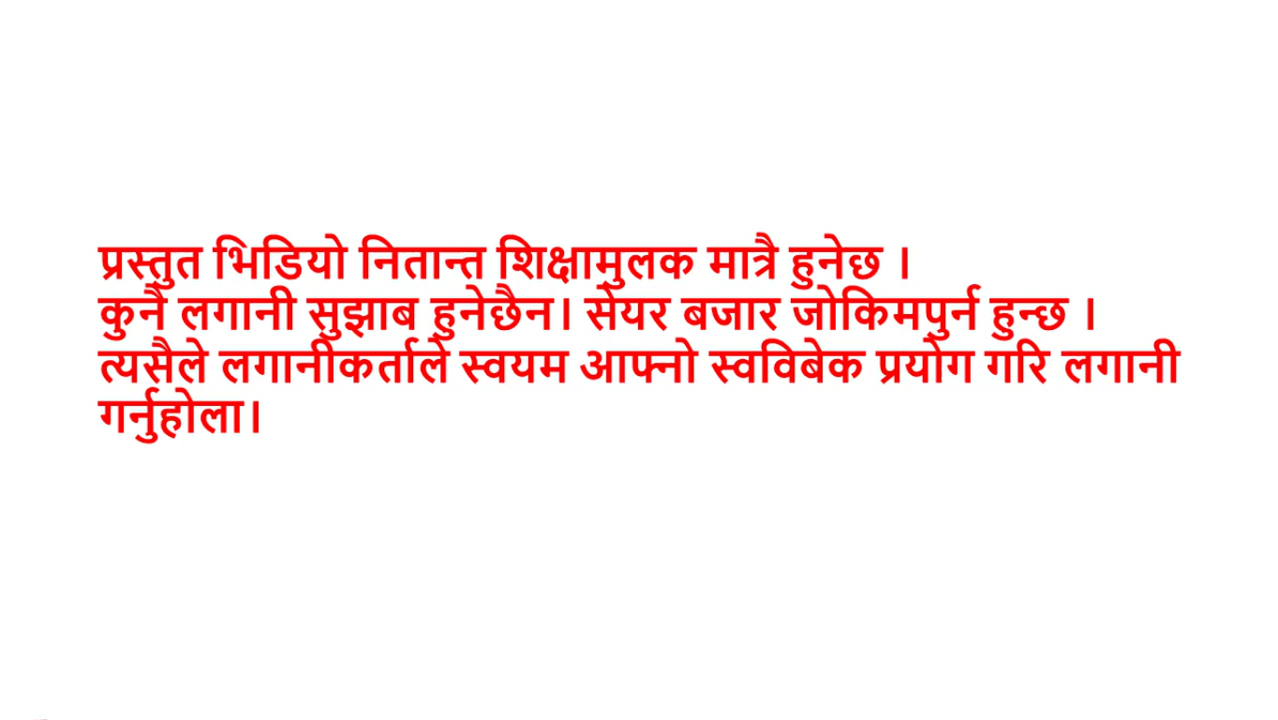 प्रस्तुत भिडियो नितान्त शिक्षामुलक मात्रै हुनेछ ।
कुनै लगानी सुझाब हुनेछैन। सेयर बजार जोकिमपुर्न हुन्छ ।
त्यसैले लगानीकर्ताले स्वयम आफ्नो स्वविबेक प्रयोग गरि लगानी
गर्नुहोला।